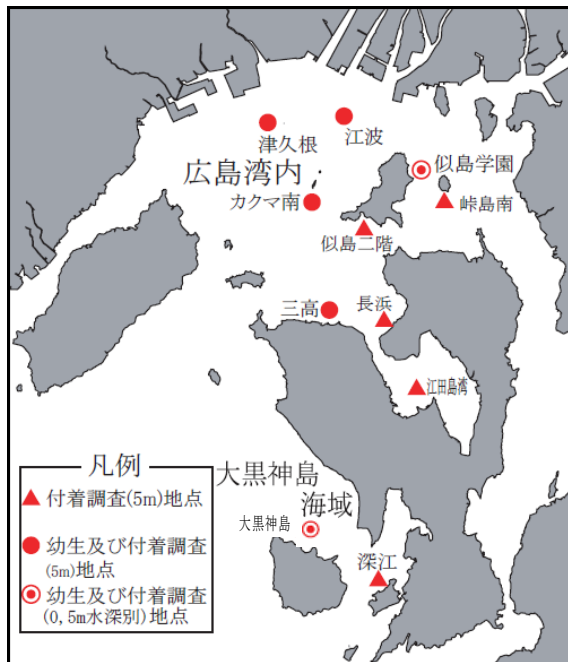 江波
津久根
似島学園
広島湾内
カクマ南
峠島南
似島二階
三高
長浜
江田島湾
大黒神島
海域
大黒神島
深江
凡例
付着調査(5m)地点
幼生及び付着調査
(5m)地点
幼生及び付着調査
(0,5m水深別)地点